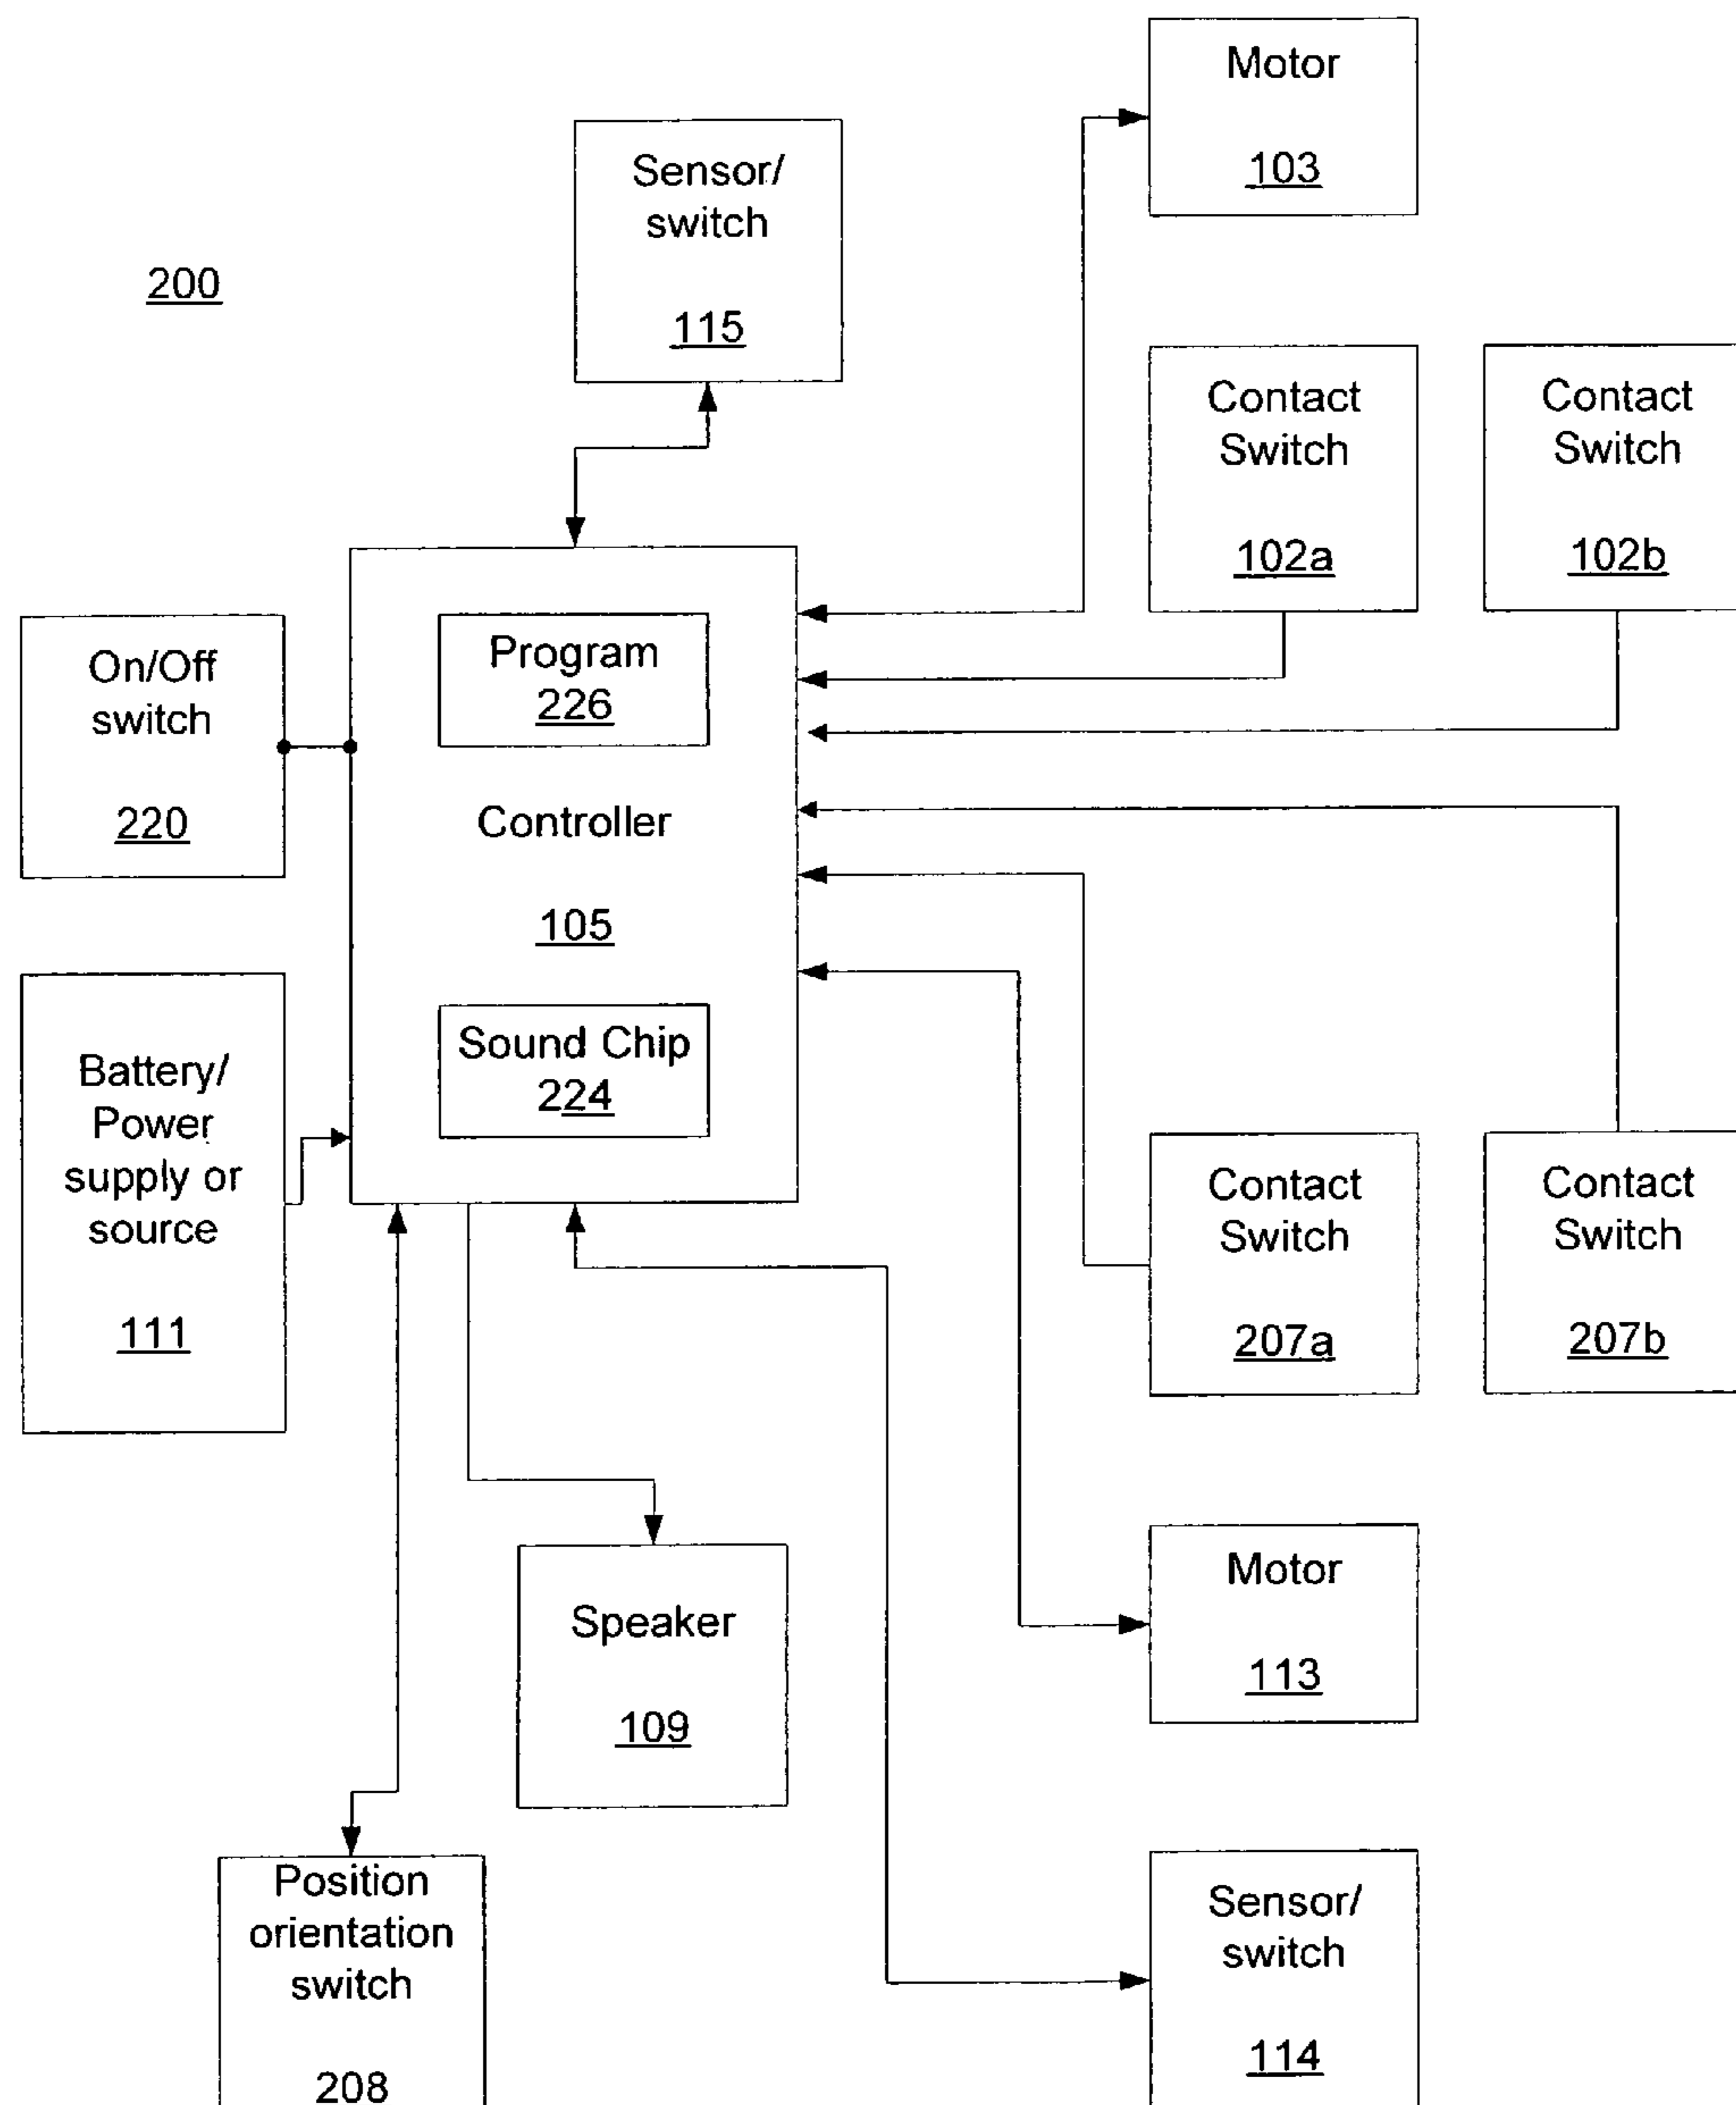 Motor
103
Sensor/
switch
115
200
Contact
Switch
102a
Contact
Switch
102b
On/Off
switch
220
Program
226
Controller
105
Sound Chip
224
Battery/
Power
supply or
source
111
Contact
Switch
207a
Contact
Switch
207b
Motor
113
Speaker
109
Position
orientation
switch
208
Sensor/
switch
114